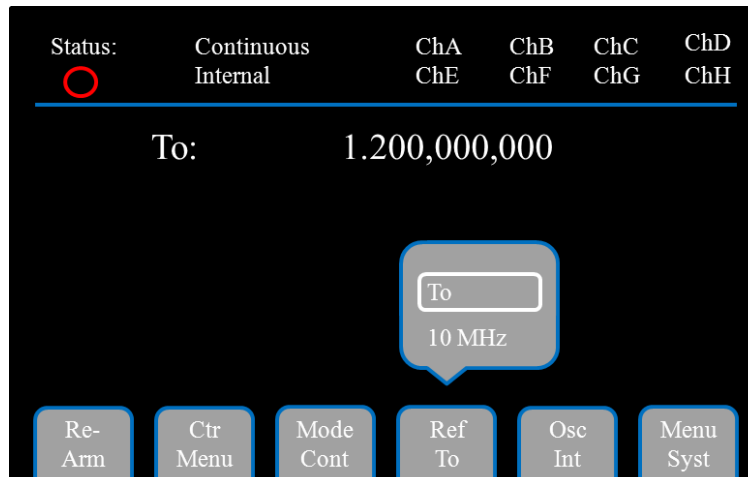 Status: Continuous ChA ChB ChC ChD
Internal ChE ChF ChG ChH
To: 1.200,000,000
To
10 MHz
Re- Ctr Mode Ref Osc Menu
Arm Menu Cont To Int Syst